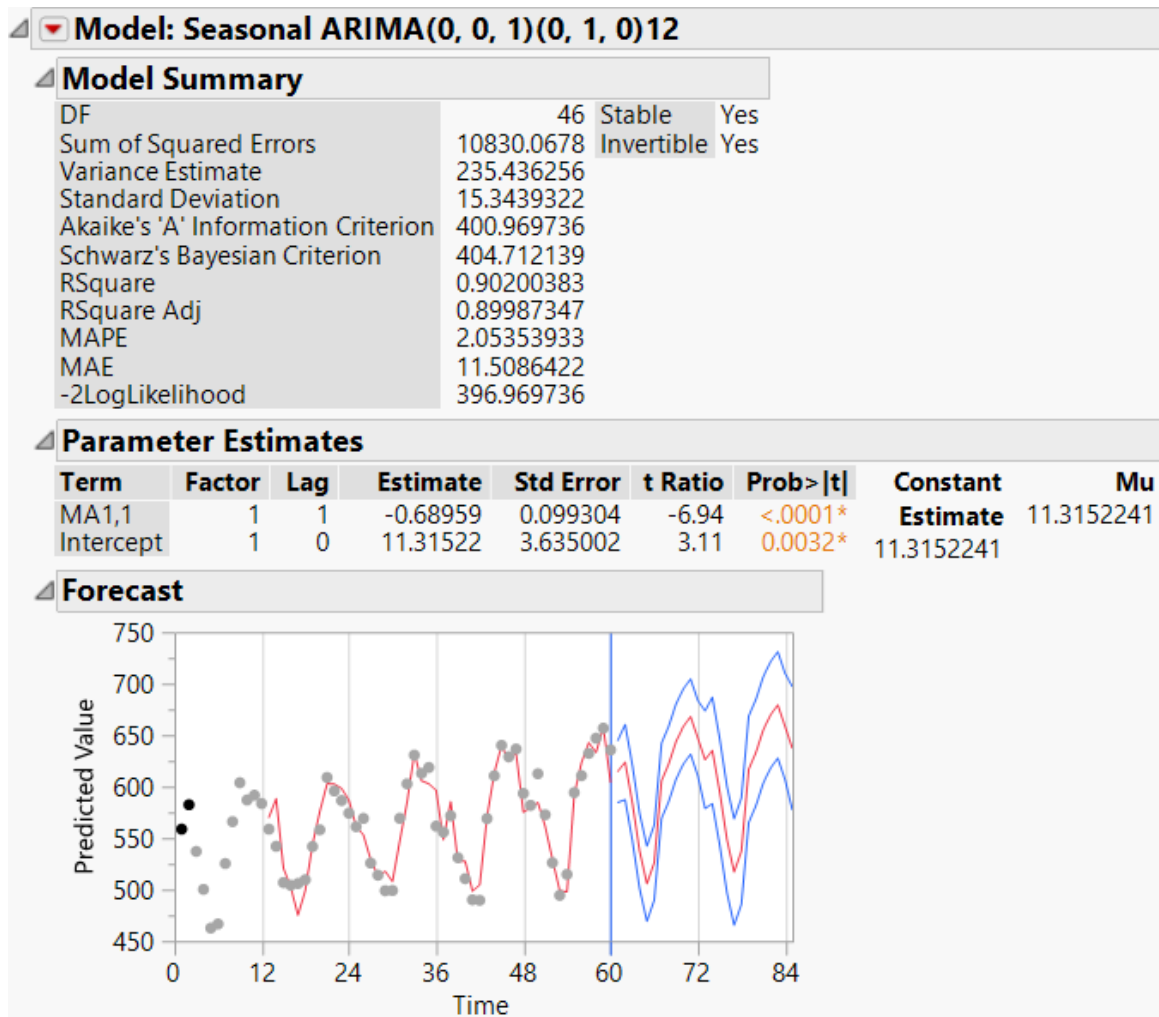 Model: Seasonal ARIMA(0, 0, 1)(0, 1, 0)12
Model Summary
DF 46 Stable Yes
Sum of Squared Errors 10830.0678 Invertible Yes
Variance Estimate 235.436256
Standard Deviation 15.3439322
Akaike's 'A' Information Criterion 400.969736
Schwarz's Bayesian Criterion 404.712139
RSquare 0.90200383
RSquare Adj 0.89987347
MAPE 2.05353933
MAE 11.5086422
-2LogLikelihood 396.969736
Parameter Estimates
Term Factor Lag Estimate Std Error t Ratio Prob>|t| Constant Mu
MA1,1 1 1 -0.68959 0.099304 -6.94 <.0001* Estimate 11.3152241
Intercept 1 0 11.31522 3.635002 3.11 0.0032* 11.3152241
Forecast
750
700
650
600
550
500
450
Predicted Value
0 12 24 36 48 60 72 84
Time